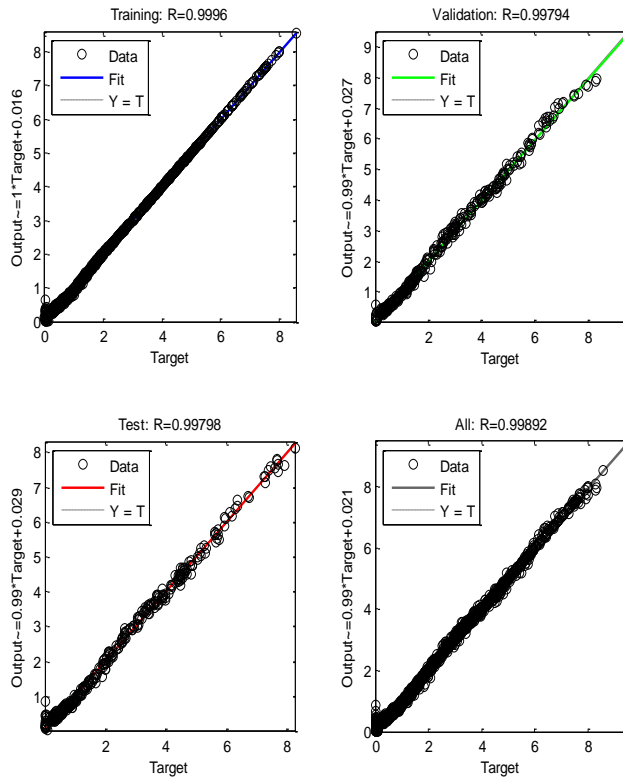 Training: R=0.9996
Output~=1*Target+0.016
8
7
6
5
4
3
2
1
0
Data
Fit
Y = T
0
2
4
6
8
Target
Validation: R=0.99794
Output~=0.99*Target+0.027
9
8
7
6
5
4
3
2
1
Data
Fit
Y = T
0
2
4
6
8
Target
Test: R=0.99798
Output~=0.99*Target+0.029
8
7
6
5
4
3
2
1
Data
Fit
Y = T
0
2
4
6
8
Target
All: R=0.99892
Output~=0.99*Target+0.021
8
6
4
2
0
Data
Fit
Y = T
0
2
4
6
8
Target